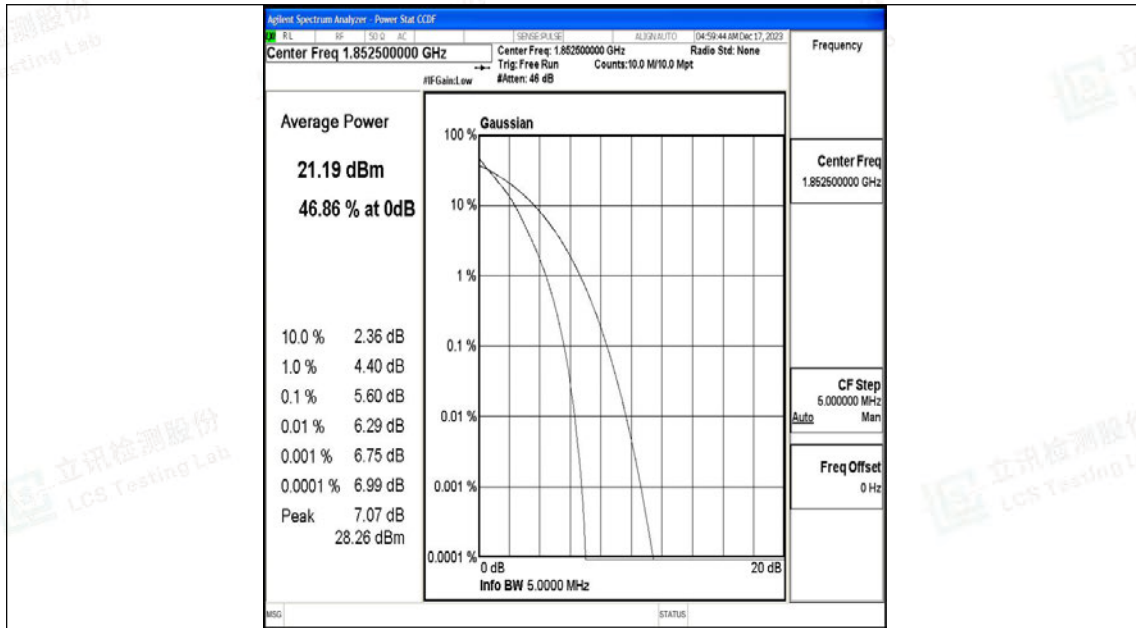 Agilent Spectrum Analyzer - Power Stat CCDF
RL RF 50 Ω AC SENSE:PULSE ALIGNAUTO 04:59:44 AM Dec 17, 2023
Center Freq 1.852500000 GHz
Center Freq: 1.852500000 GHz
Radio Std: None
Trig: Free Run
Counts:10.0 M/10.0 Mpt
#IFGain:Low
#Atten: 46 dB
Frequency
Average Power
21.19 dBm
46.86 % at 0dB
10.0 % 2.36 dB
1.0 % 4.40 dB
0.1 % 5.60 dB
0.01 % 6.29 dB
0.001 % 6.75 dB
0.0001 % 6.99 dB
Peak 7.07 dB
28.26 dBm
Gaussian
100 %
10 %
1 %
0.1 %
0.01 %
0.001 %
0.0001 %
0 dB
20 dB
Info BW 5.0000 MHz
Center Freq
1.852500000 GHz
CF Step
5.000000 MHz
Auto Man
Freq Offset
0 Hz
MSG
STATUS
立讯检测股份
LCS Testing Lab